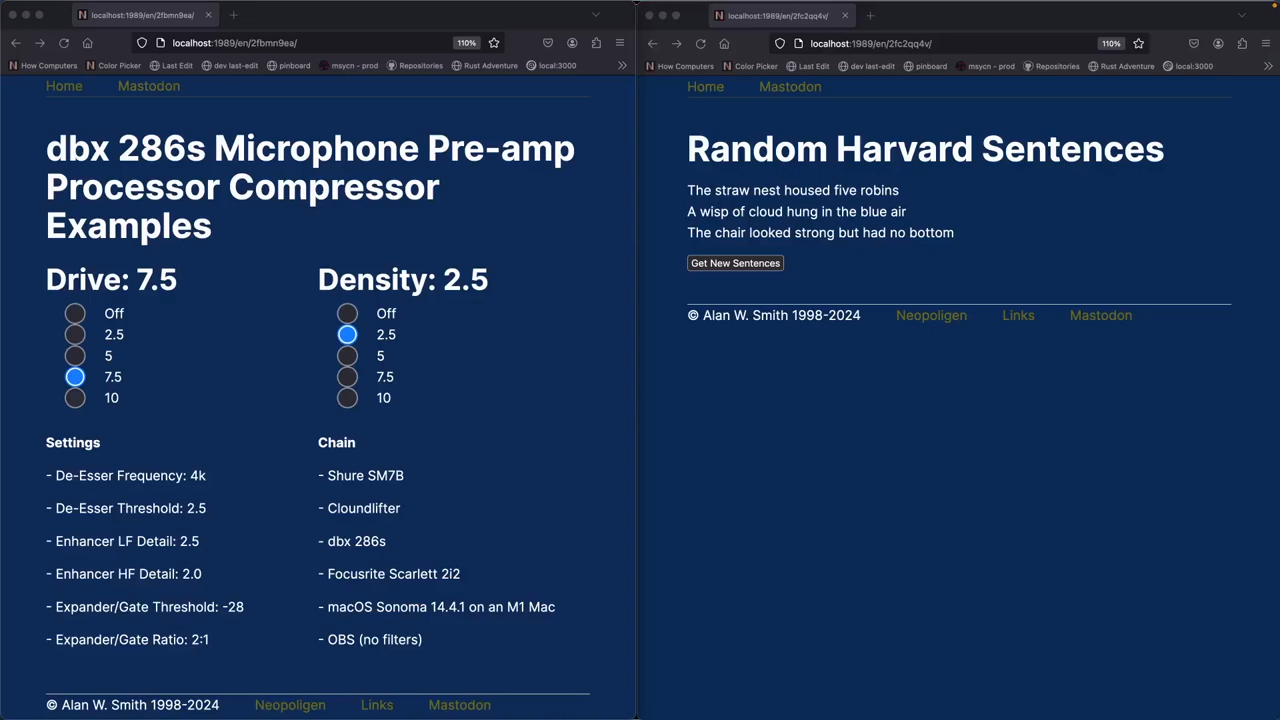 localhost:1989/en/2fbmn9ea/
localhost:1989/en/2fbmn9ea/
110%
How Computers
Color Picker
Last Edit
dev last-edit
pinboard
msycn - prod
Repositories
Rust Adventure
local:3000
Home
Mastodon
dbx 286s Microphone Pre-amp
Processor Compressor
Examples
Drive: 7.5
Off
2.5
5
7.5
10
Density: 2.5
Off
2.5
5
7.5
10
Settings
- De-Esser Frequency: 4k
- De-Esser Threshold: 2.5
- Enhancer LF Detail: 2.5
- Enhancer HF Detail: 2.0
- Expander/Gate Threshold: -28
- Expander/Gate Ratio: 2:1
Chain
- Shure SM7B
- Cloundlifter
- dbx 286s
- Focusrite Scarlett 2i2
- macOS Sonoma 14.4.1 on an M1 Mac
- OBS (no filters)
© Alan W. Smith 1998-2024
Neopoligen
Links
Mastodon
localhost:1989/en/2fc2qq4v/
localhost:1989/en/2fc2qq4v/
110%
How Computers
Color Picker
Last Edit
dev last-edit
pinboard
msycn - prod
Repositories
Rust Adventure
local:3000
Home
Mastodon
Random Harvard Sentences
The straw nest housed five robins
A wisp of cloud hung in the blue air
The chair looked strong but had no bottom
Get New Sentences
© Alan W. Smith 1998-2024
Neopoligen
Links
Mastodon